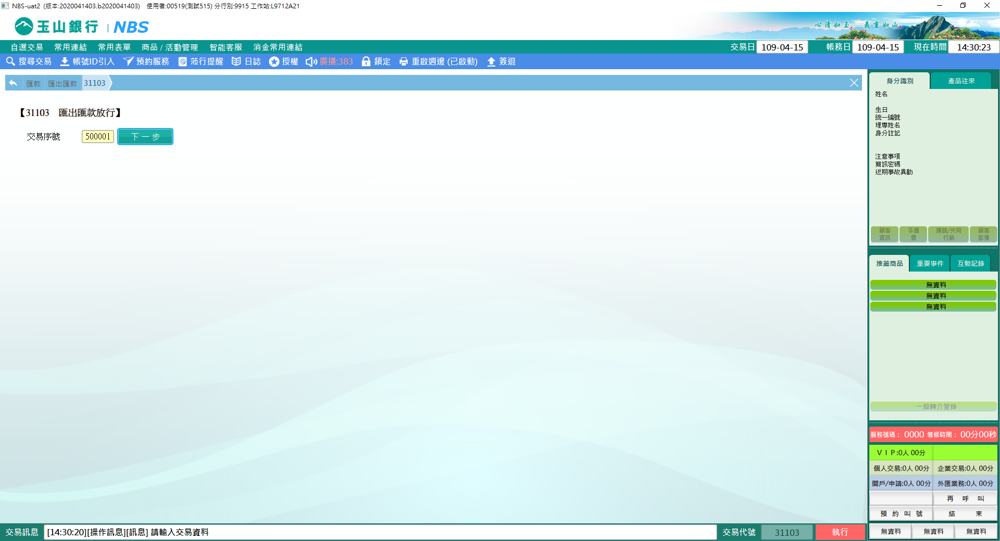 NBS-uat2 (版本:2020041403.b2020041403) 使用者:00519(測試515) 分行別:9915 工作站:L9712A21
玉山銀行 | NBS
心清如玉 義重如山
自選交易 常用連結 常用表單 商品 / 活動管理 智能客服 消金常用連結 交易日 109-04-15 帳務日 109-04-15 現在時間 14:30:23
搜尋交易 帳號ID引入 預約服務 蒞行提醒 日誌 授權 廣播:383 鎖定 重啟週邊 (已啟動) 簽退
匯款 匯出匯款 31103
【31103 匯出匯款放行】
交易序號 500001 下一步
身分識別 產品往來
姓名
生日
統一編號
理專姓名
身分註記
注意事項
簡訊密碼
近期事故異動
顧客資訊 手續費 通路/共同行銷 顧客影像
推薦商品 重要事件 互動記錄
無資料
無資料
無資料
一般轉介登錄
服務號碼： 0000 等候時間： 00分00秒
ＶＩＰ:0人 00分
個人交易:0人 00分 企業交易:0人 00分
開戶/申請:0人 00分 外匯業務:0人 00分
再 呼 叫
預 約 叫 號 結 束
無資料 無資料 無資料
交易訊息 [14:30:20][操作訊息][訊息] 請輸入交易資料 交易代號 31103 執行